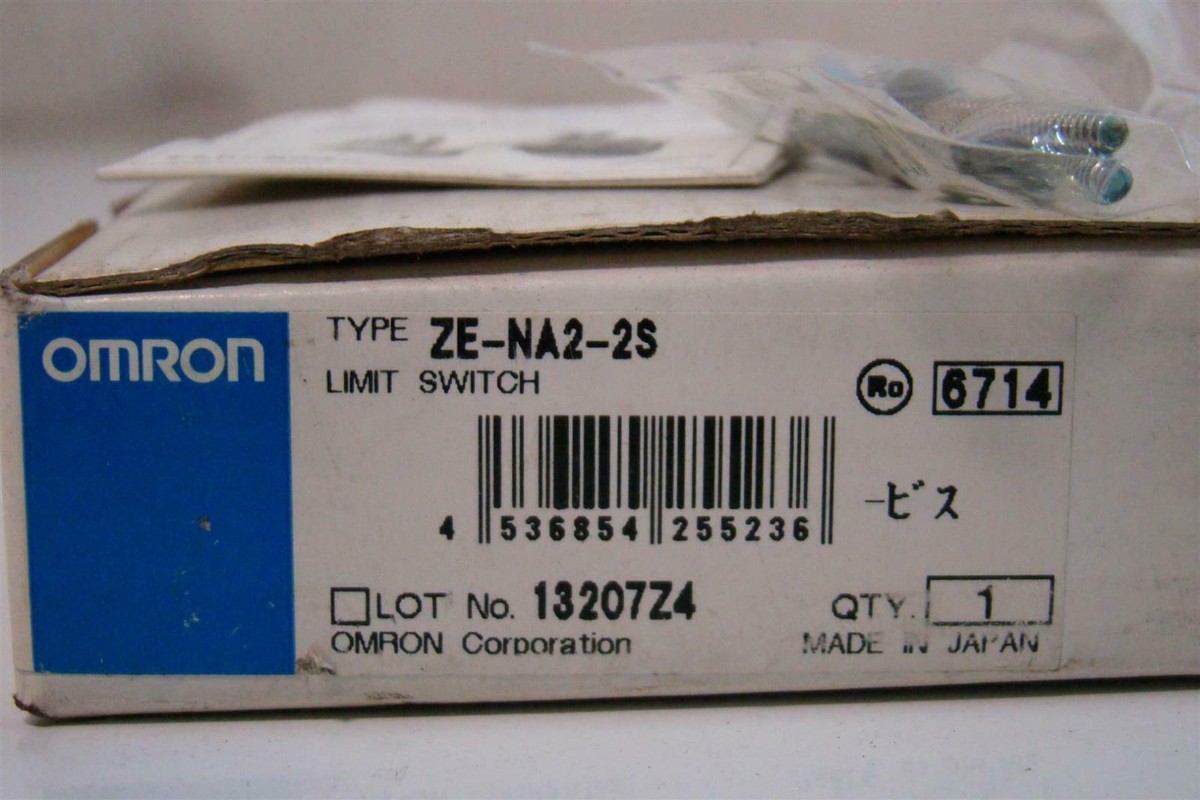 OMRON
TYPE ZE-NA2-2S
LIMIT SWITCH
Ro 6714
4 536854 255236
-ビス
LOT No. 13207Z4
QTY. 1
OMRON Corporation
MADE IN JAPAN